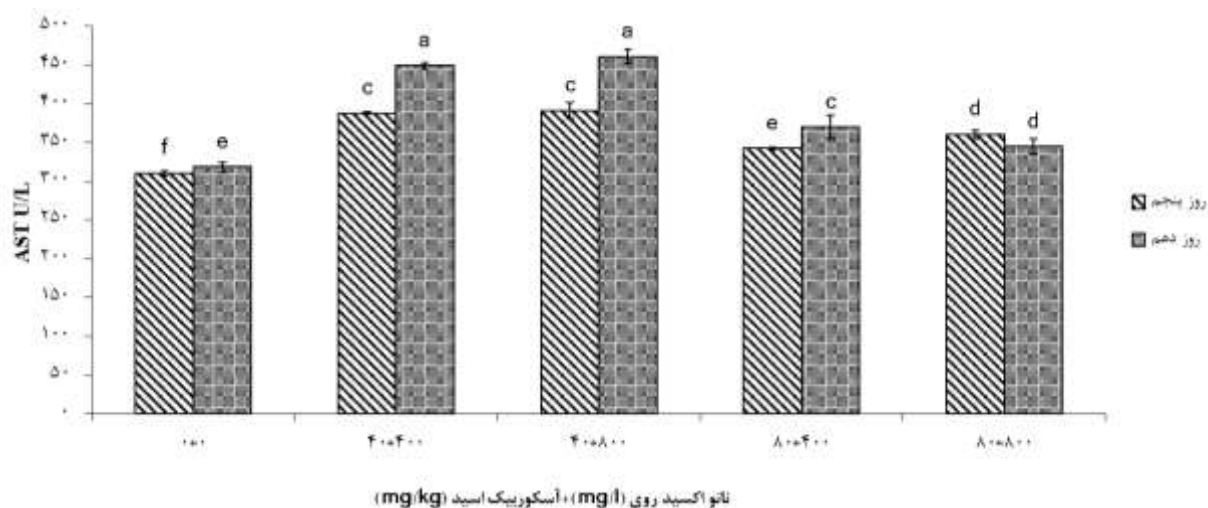 AST U/L
۵۰۰
۴۵۰
۴۰۰
۳۵۰
۳۰۰
۲۵۰
۲۰۰
۱۵۰
۱۰۰
۵۰
۰
f e c a c a e c d d
۰+۰ ۴۰+۴۰۰ ۴۰+۸۰۰ ۸۰+۴۰۰ ۸۰+۸۰۰
روز پنجم
روز دهم
نانو اکسید روی (mg/l)+آسکوربیک اسید (mg/kg)